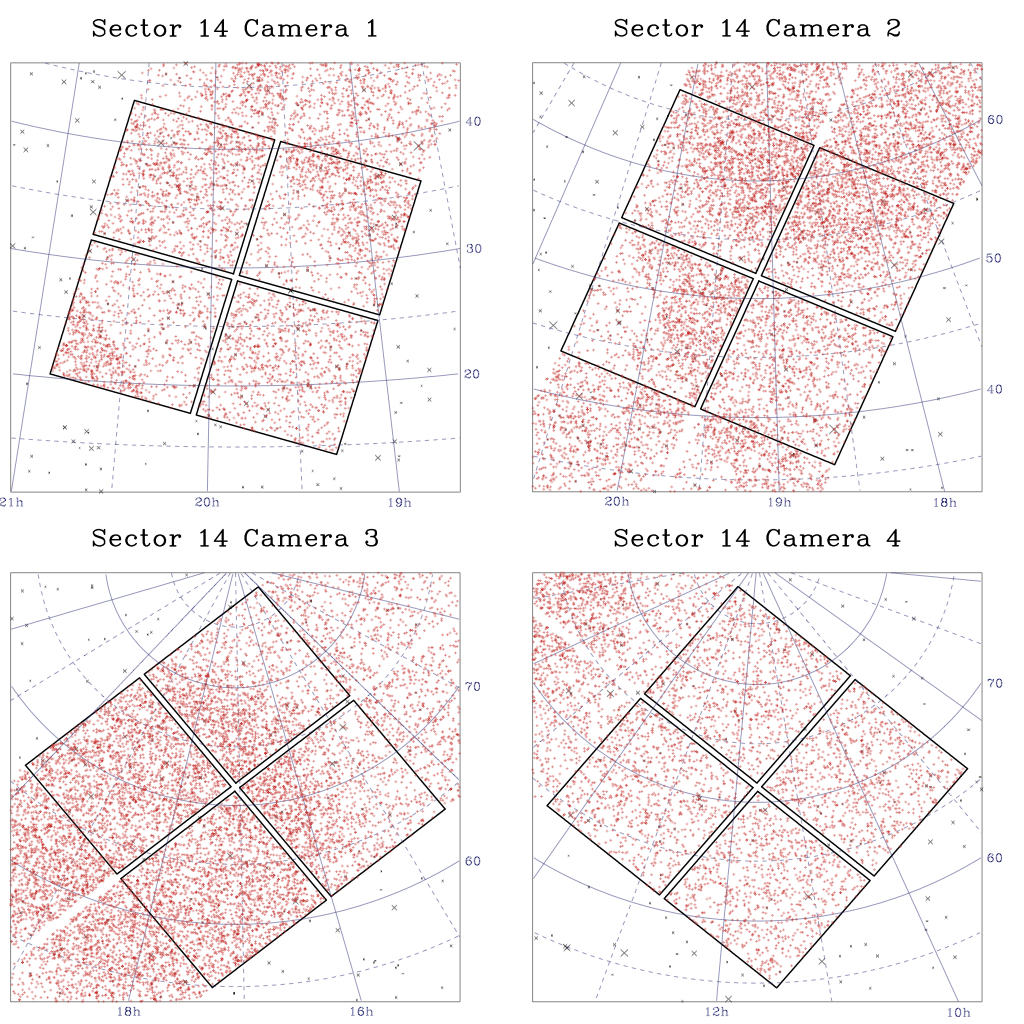 Sector 14 Camera 1
Sector 14 Camera 2
40
30
20
21h
20h
19h
60
50
40
20h
19h
18h
Sector 14 Camera 3
Sector 14 Camera 4
70
60
18h
16h
70
60
12h
10h